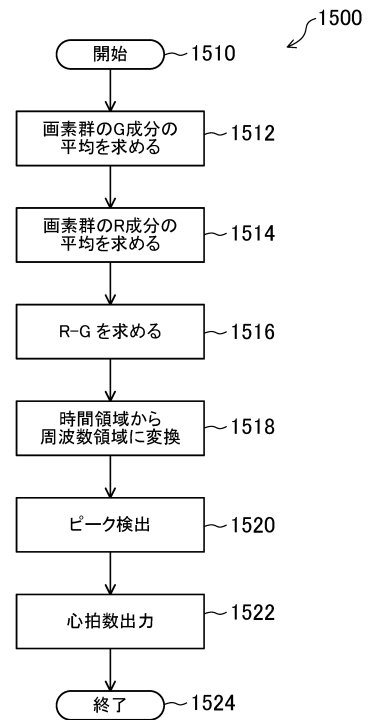 1500
開始
1510
画素群のG成分の
平均を求める
1512
画素群のR成分の
平均を求める
1514
R-G を求める
1516
時間領域から
周波数領域に変換
1518
ピーク検出
1520
心拍数出力
1522
終了
1524